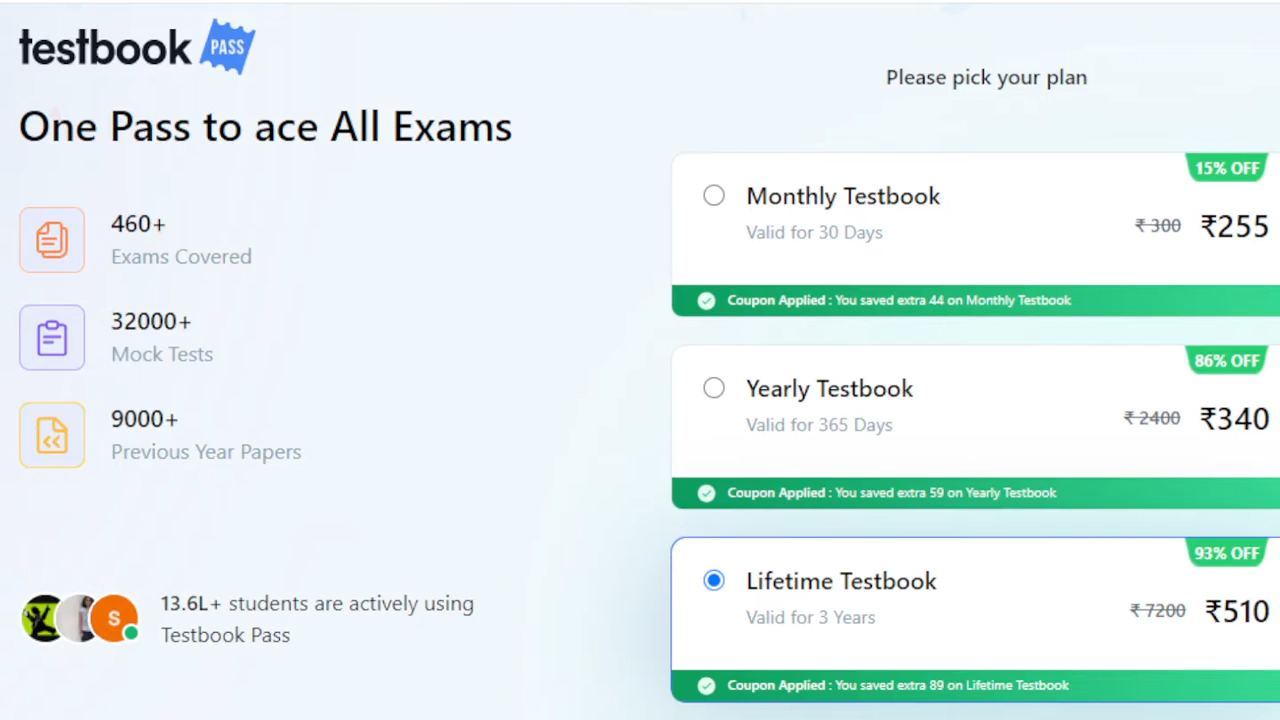 testbook PASS
One Pass to ace All Exams
460+
Exams Covered
32000+
Mock Tests
9000+
Previous Year Papers
S
13.6L+ students are actively using
Testbook Pass
Please pick your plan
15% OFF
Monthly Testbook
Valid for 30 Days
₹ 300 ₹255
Coupon Applied : You saved extra 44 on Monthly Testbook
86% OFF
Yearly Testbook
Valid for 365 Days
₹ 2400 ₹340
Coupon Applied : You saved extra 59 on Yearly Testbook
93% OFF
Lifetime Testbook
Valid for 3 Years
₹ 7200 ₹510
Coupon Applied : You saved extra 89 on Lifetime Testbook